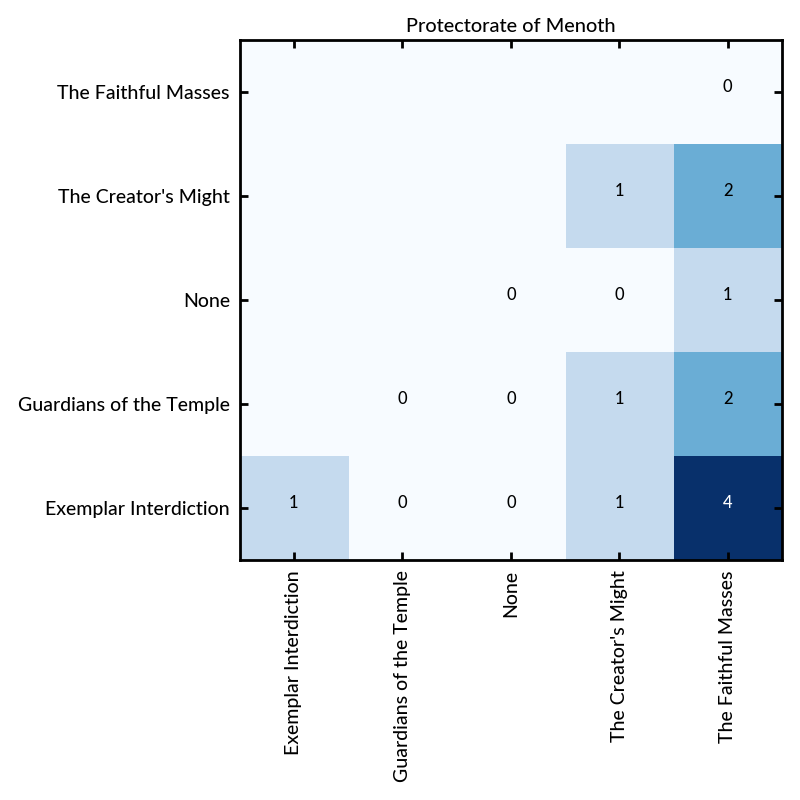 Protectorate of Menoth
The Faithful Masses 0
The Creator's Might 1 2
None 0 0 1
Guardians of the Temple 0 0 1 2
Exemplar Interdiction 1 0 0 1 4
Exemplar Interdiction
Guardians of the Temple
None
The Creator's Might
The Faithful Masses